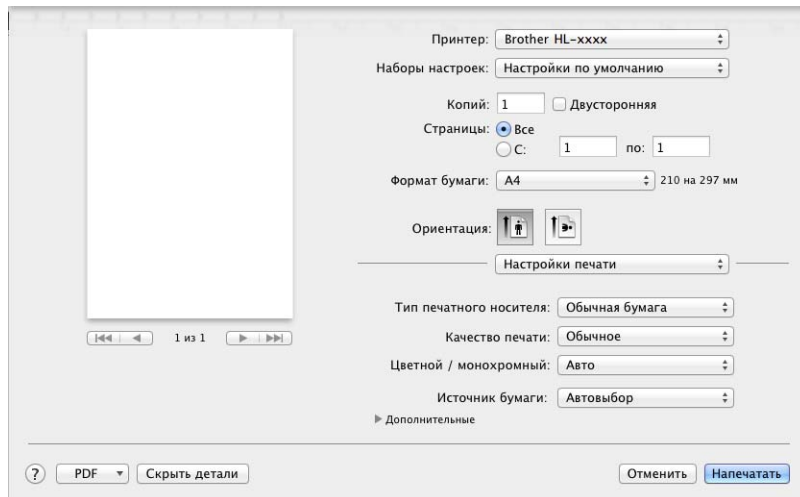 Принтер: Brother HL-xxxx
Наборы настроек: Настройки по умолчанию
Копий: 1 Двусторонняя
Страницы: Все
С: 1 по: 1
Формат бумаги: A4 210 на 297 мм
Ориентация:
Настройки печати
Тип печатного носителя: Обычная бумага
Качество печати: Обычное
Цветной / монохромный: Авто
Источник бумаги: Автовыбор
Дополнительные
1 из 1
? PDF Скрыть детали Отменить Напечатать